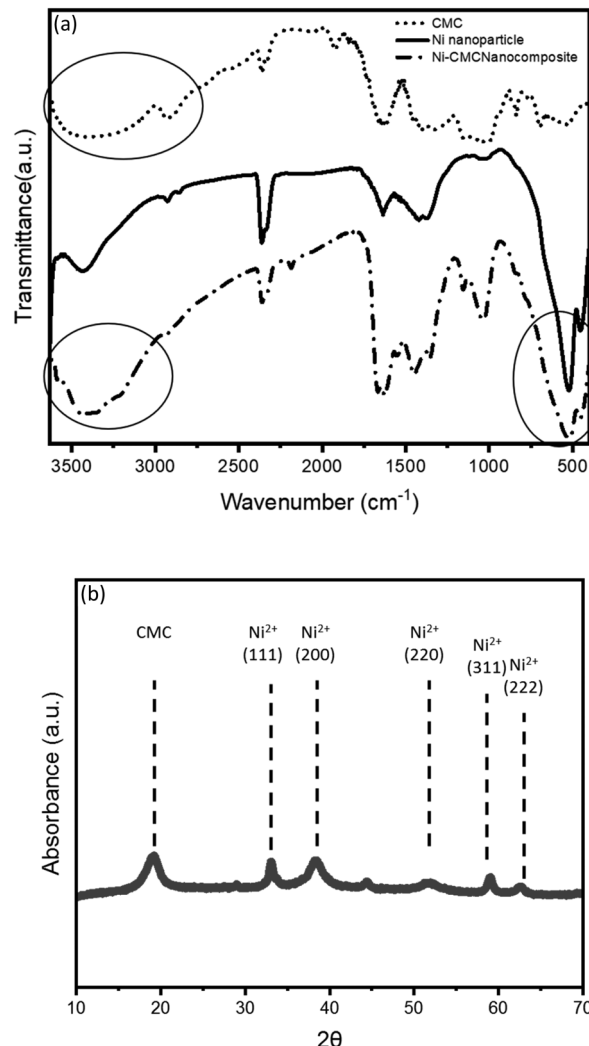 (a)
CMC
Ni nanoparticle
Ni-CMCNanocomposite
Transmittance(a.u.)
3500 3000 2500 2000 1500 1000 500
Wavenumber (cm⁻¹)
(b)
CMC
Ni²⁺
(111)
Ni²⁺
(200)
Ni²⁺
(220)
Ni²⁺
(311)
Ni²⁺
(222)
Absorbance (a.u.)
10 20 30 40 50 60 70
2θ